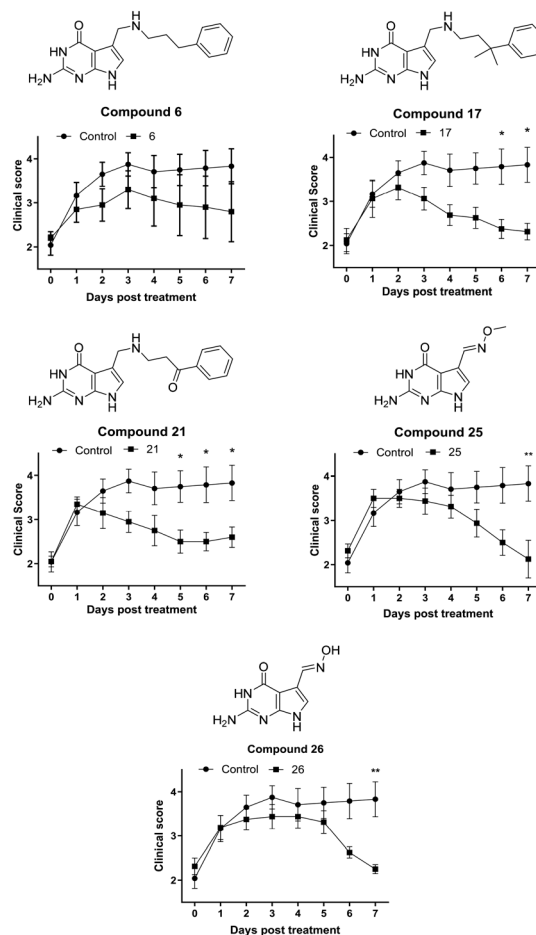 O
H
N
HN
H₂N
N
N
H
Compound 6
Control 6
Clinical score
4
3
2
0 1 2 3 4 5 6 7
Days post treatment
O
H
N
HN
H₂N
N
N
H
Compound 17
Control 17
* *
Clinical Score
4
3
2
0 1 2 3 4 5 6 7
Days post treatment
O
H
N
HN
O
H₂N
N
N
H
Compound 21
Control 21
* * *
Clinical score
4
3
2
0 1 2 3 4 5 6 7
Days post treatment
O
N
O
HN
H₂N
N
N
H
Compound 25
Control 25
**
Clinical score
4
3
2
0 1 2 3 4 5 6 7
Days post treatment
OH
O
N
HN
H₂N
N
N
H
Compound 26
Control 26
**
Clinical score
4
3
2
0 1 2 3 4 5 6 7
Days post treatment